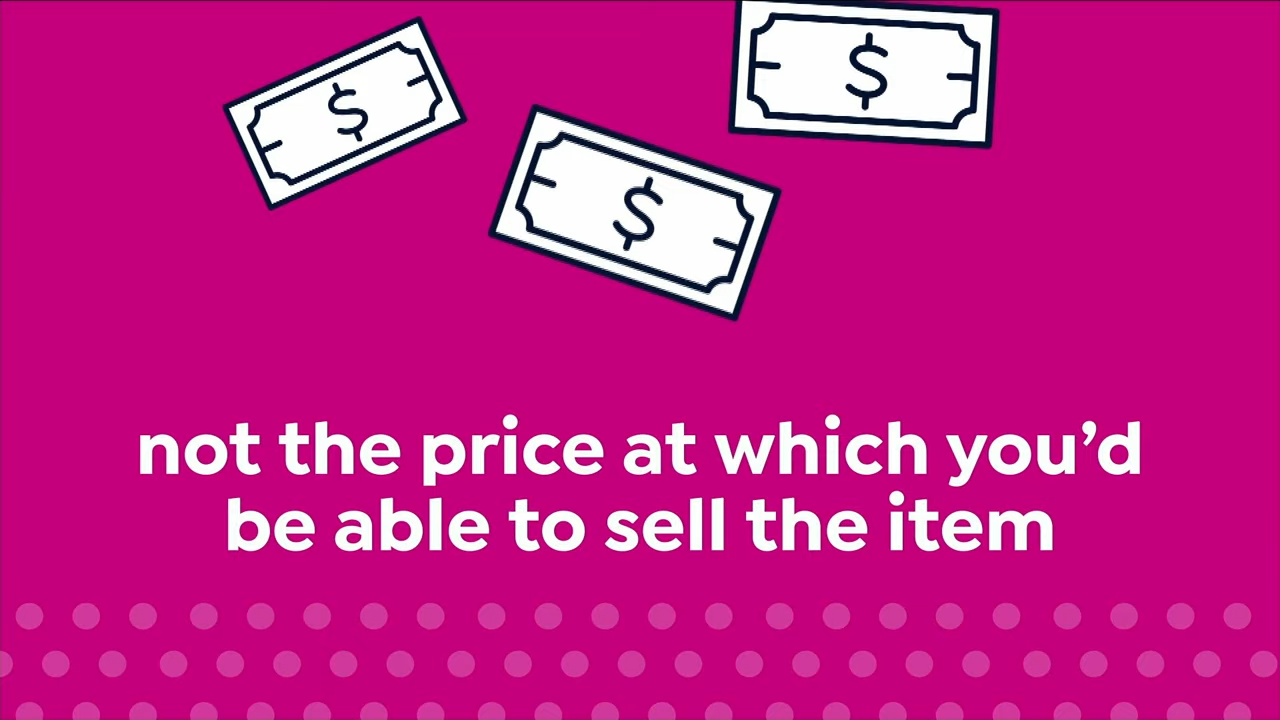 $
$
$
not the price at which you’d
be able to sell the item